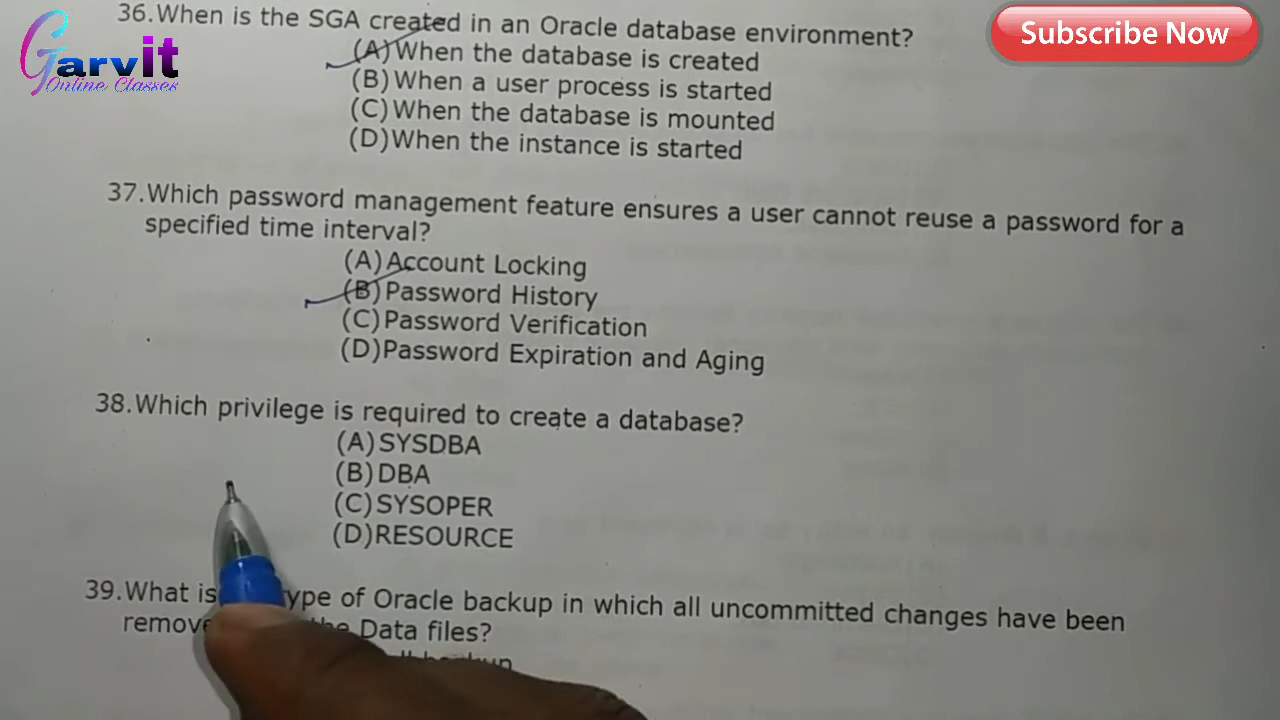 Garvit
Online Classes
Subscribe Now
36.When is the SGA created in an Oracle database environment?
(A)When the database is created
(B)When a user process is started
(C)When the database is mounted
(D)When the instance is started
37.Which password management feature ensures a user cannot reuse a password for a
specified time interval?
(A)Account Locking
(B)Password History
(C)Password Verification
(D)Password Expiration and Aging
38.Which privilege is required to create a database?
(A)SYSDBA
(B)DBA
(C)SYSOPER
(D)RESOURCE
39.What is ype of Oracle backup in which all uncommitted changes have been
remove the Data files?
backup